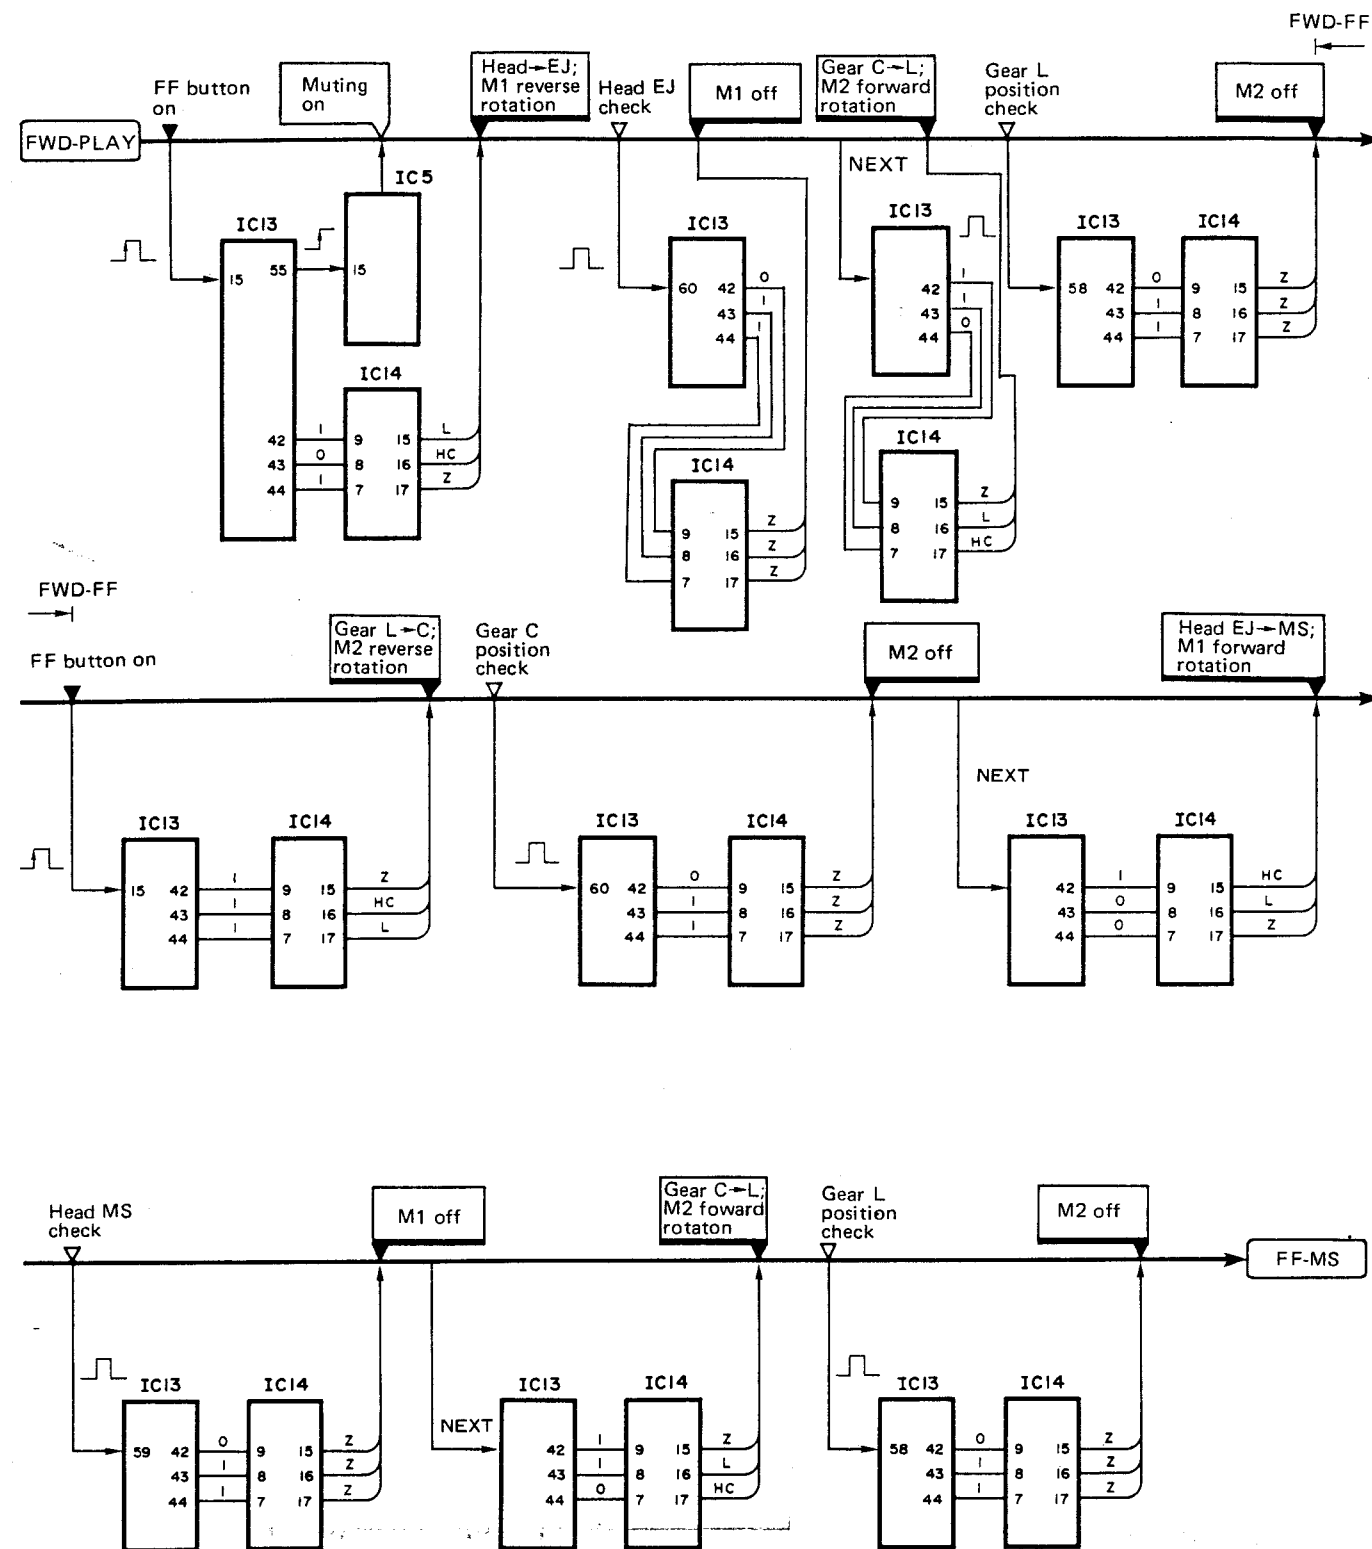 FWD-FF
FF button
on
Muting
on
Head→EJ;
M1 reverse
rotation
Head EJ
check
M1 off
Gear C→L;
M2 forward
rotation
Gear L
position
check
M2 off
FWD-PLAY
NEXT
IC5
15
IC13
15
55
42
43
44
1
0
1
IC14
9
8
7
15
16
17
L
HC
Z
IC13
60
42
43
44
0
1
1
IC14
9
8
7
15
16
17
Z
Z
Z
IC13
42
43
44
1
1
0
IC14
9
8
7
15
16
17
Z
L
HC
IC13
58
42
43
44
0
1
1
IC14
9
8
7
15
16
17
Z
Z
Z
FWD-FF
FF button on
Gear L→C;
M2 reverse
rotation
Gear C
position
check
M2 off
Head EJ→MS;
M1 forward
rotation
NEXT
IC13
15
42
43
44
1
1
1
IC14
9
8
7
15
16
17
Z
HC
L
IC13
60
42
43
44
0
1
1
IC14
9
8
7
15
16
17
Z
Z
Z
IC13
42
43
44
1
0
0
IC14
9
8
7
15
16
17
HC
L
Z
Head MS
check
M1 off
Gear C→L;
M2 foward
rotaton
Gear L
position
check
M2 off
FF-MS
IC13
59
42
43
44
0
1
1
IC14
9
8
7
15
16
17
Z
Z
Z
NEXT
IC13
42
43
44
1
1
0
IC14
9
8
7
15
16
17
Z
L
HC
IC13
58
42
43
44
0
1
1
IC14
9
8
7
15
16
17
Z
Z
Z